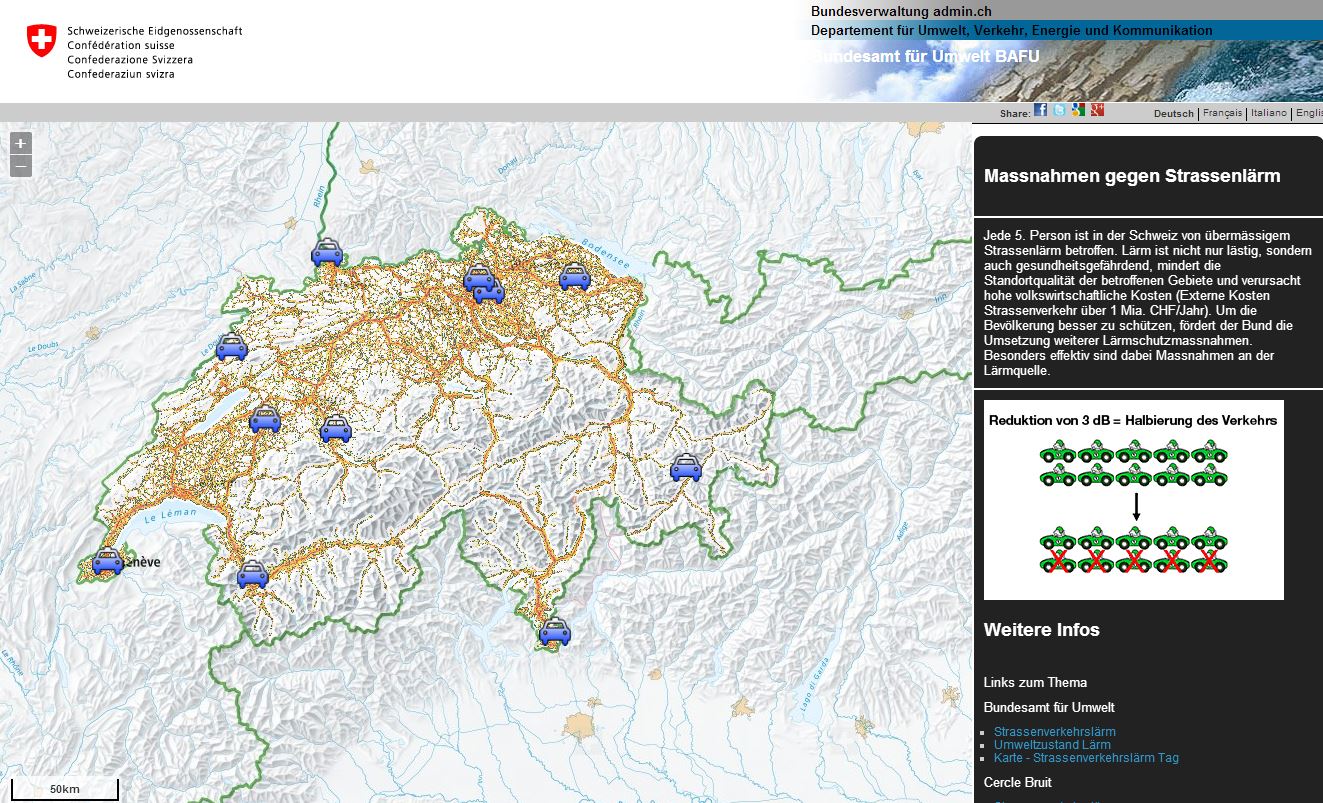 Schweizerische Eidgenossenschaft
Confédération suisse
Confederazione Svizzera
Confederaziun svizra
Bundesverwaltung admin.ch
Departement für Umwelt, Verkehr, Energie und Kommunikation
Bundesamt für Umwelt BAFU
Share:
Deutsch | Français | Italiano | Englis
+
–
Donau
Rhein
Isar
Bodensee
La Saône
Inn
Rhein
Le Doubs
Le Doubs
Le Léman
Adige
nève
Le Rhône
Lago di Garda
50km
Massnahmen gegen Strassenlärm
Jede 5. Person ist in der Schweiz von übermässigem
Strassenlärm betroffen. Lärm ist nicht nur lästig, sondern
auch gesundheitsgefährdend, mindert die
Standortqualität der betroffenen Gebiete und verursacht
hohe volkswirtschaftliche Kosten (Externe Kosten
Strassenverkehr über 1 Mia. CHF/Jahr). Um die
Bevölkerung besser zu schützen, fördert der Bund die
Umsetzung weiterer Lärmschutzmassnahmen.
Besonders effektiv sind dabei Massnahmen an der
Lärmquelle.
Reduktion von 3 dB = Halbierung des Verkehrs
Weitere Infos
Links zum Thema
Bundesamt für Umwelt
Strassenverkehrslärm
Umweltzustand Lärm
Karte - Strassenverkehrslärm Tag
Cercle Bruit